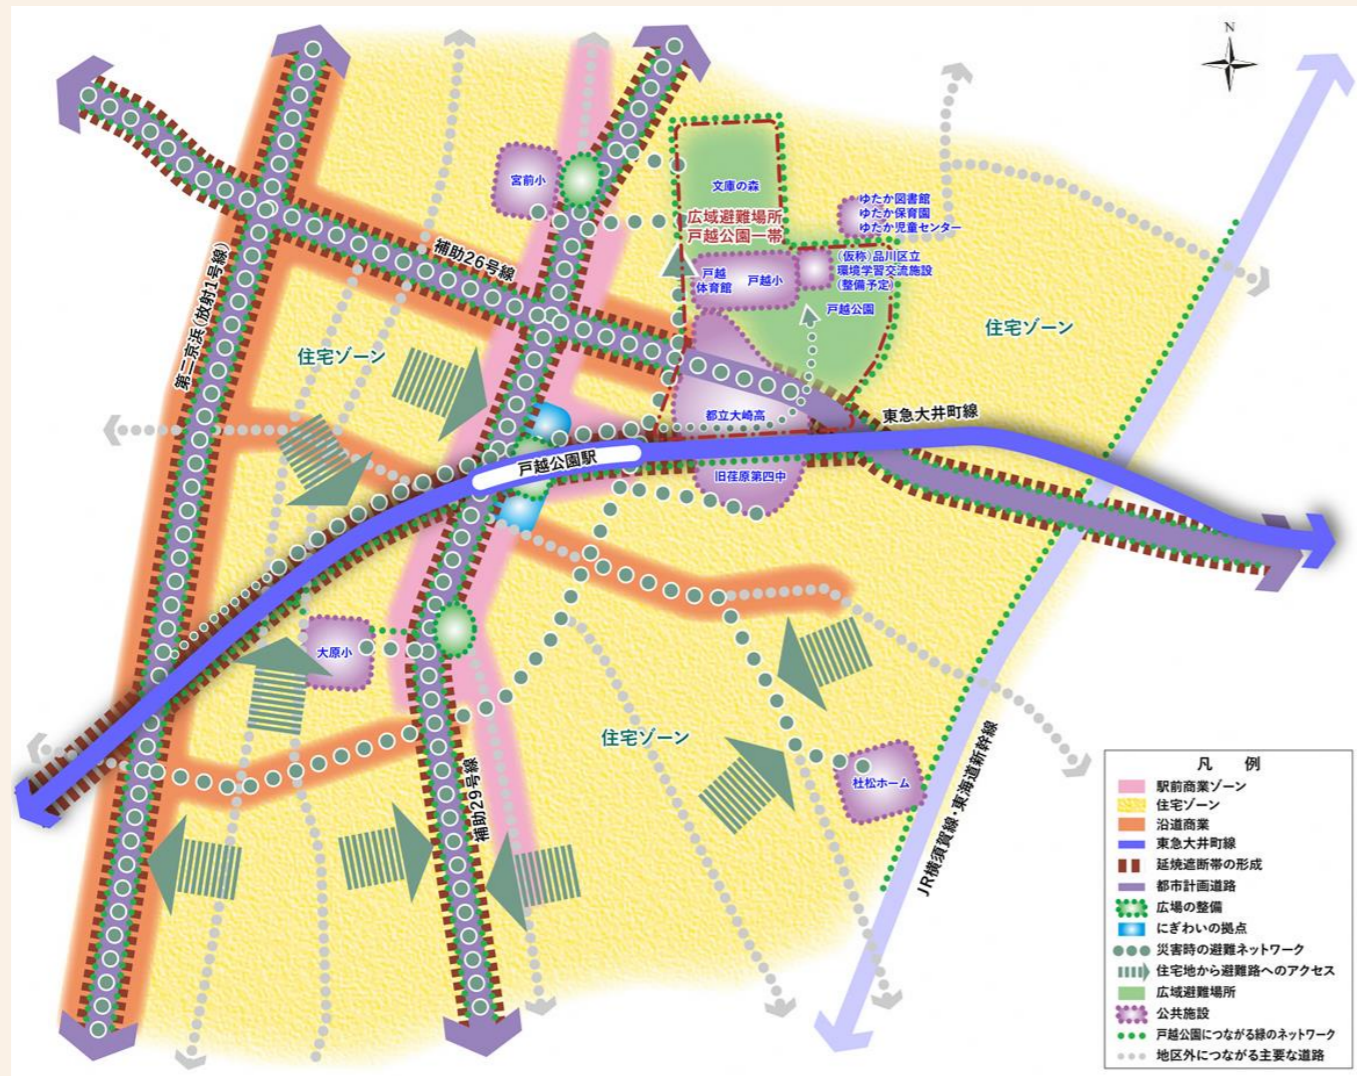 N
宮前小
文庫の森
広域避難場所
戸越公園一帯
ゆたか図書館
ゆたか保育園
ゆたか児童センター
補助26号線
(仮称)品川区立
環境学習交流施設
(整備予定)
戸越
体育館
戸越小
戸越公園
第二京浜(放射1号線)
住宅ゾーン
住宅ゾーン
都立大崎高
東急大井町線
戸越公園駅
旧荏原第四中
大原小
住宅ゾーン
杜松ホーム
補助29号線
JR横須賀線・東海道新幹線
凡 例
駅前商業ゾーン
住宅ゾーン
沿道商業
東急大井町線
延焼遮断帯の形成
都市計画道路
広場の整備
にぎわいの拠点
災害時の避難ネットワーク
住宅地から避難路へのアクセス
広域避難場所
公共施設
戸越公園につながる緑のネットワーク
地区外につながる主要な道路